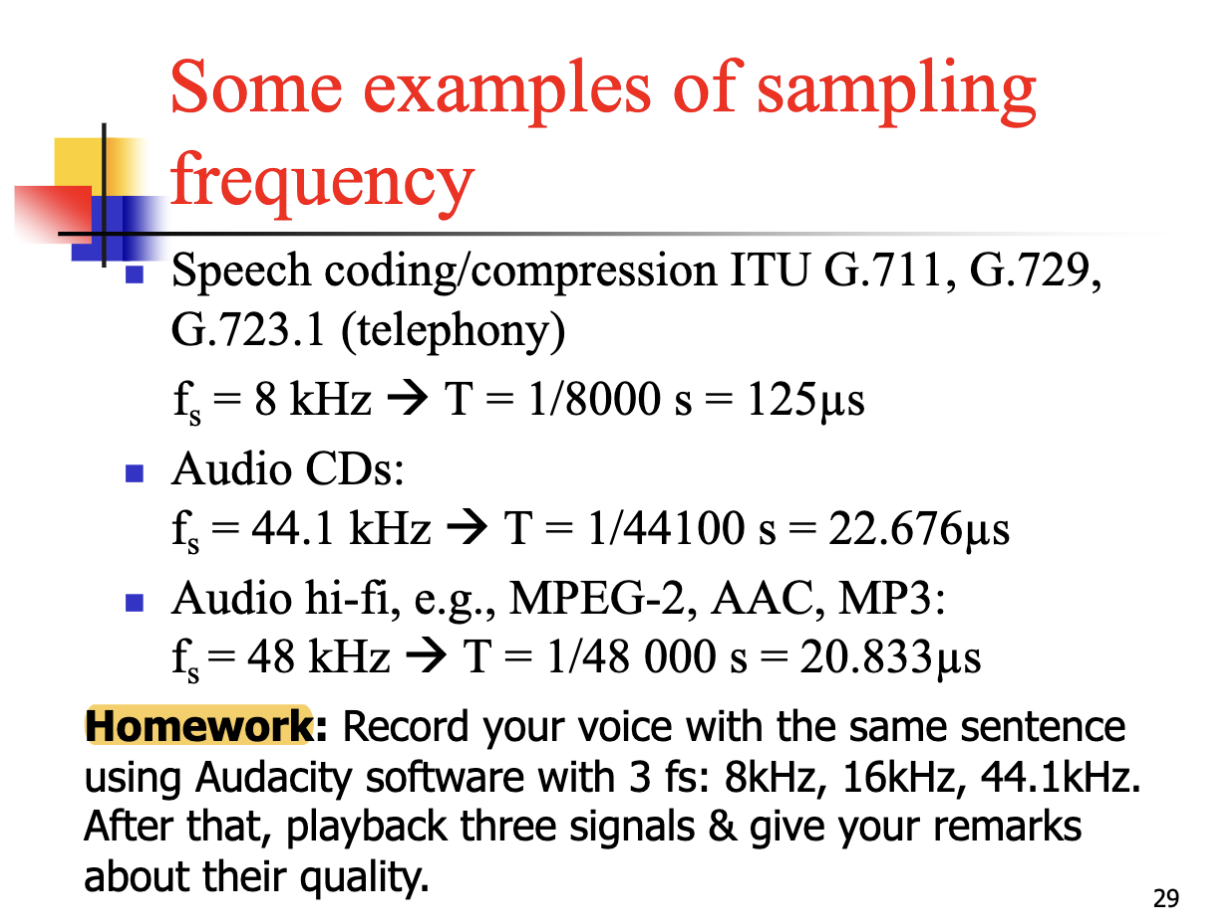 Some examples of sampling
frequency
Speech coding/compression ITU G.711, G.729,
G.723.1 (telephony)
fs = 8 kHz → T = 1/8000 s = 125μs
Audio CDs:
fs = 44.1 kHz → T = 1/44100 s = 22.676μs
Audio hi-fi, e.g., MPEG-2, AAC, MP3:
fs = 48 kHz → T = 1/48 000 s = 20.833μs
Homework: Record your voice with the same sentence
using Audacity software with 3 fs: 8kHz, 16kHz, 44.1kHz.
After that, playback three signals & give your remarks
about their quality.
29